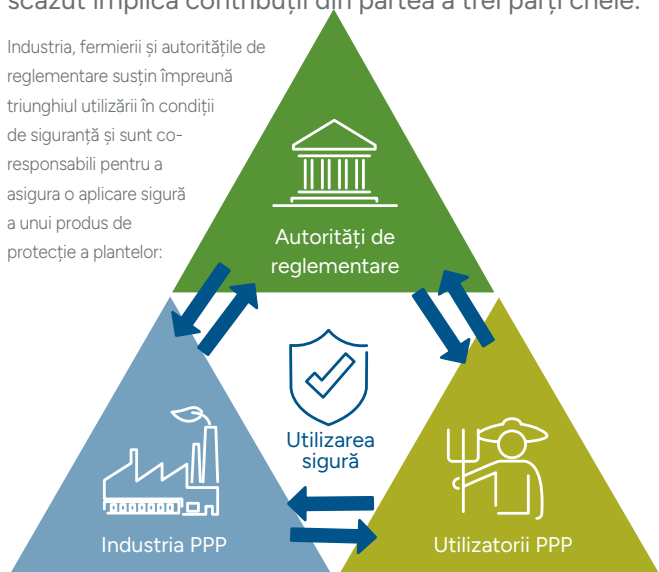 scăzut implică contribuții din partea a trei părți cheie:
Industria, fermierii și autoritățile de
reglementare susțin împreună
triunghiul utilizării în condiții
de siguranță și sunt co-
responsabili pentru a
asigura o aplicare sigură
a unui produs de
protecție a plantelor:
Autorități de
reglementare
Utilizarea
sigură
Industria PPP
Utilizatorii PPP